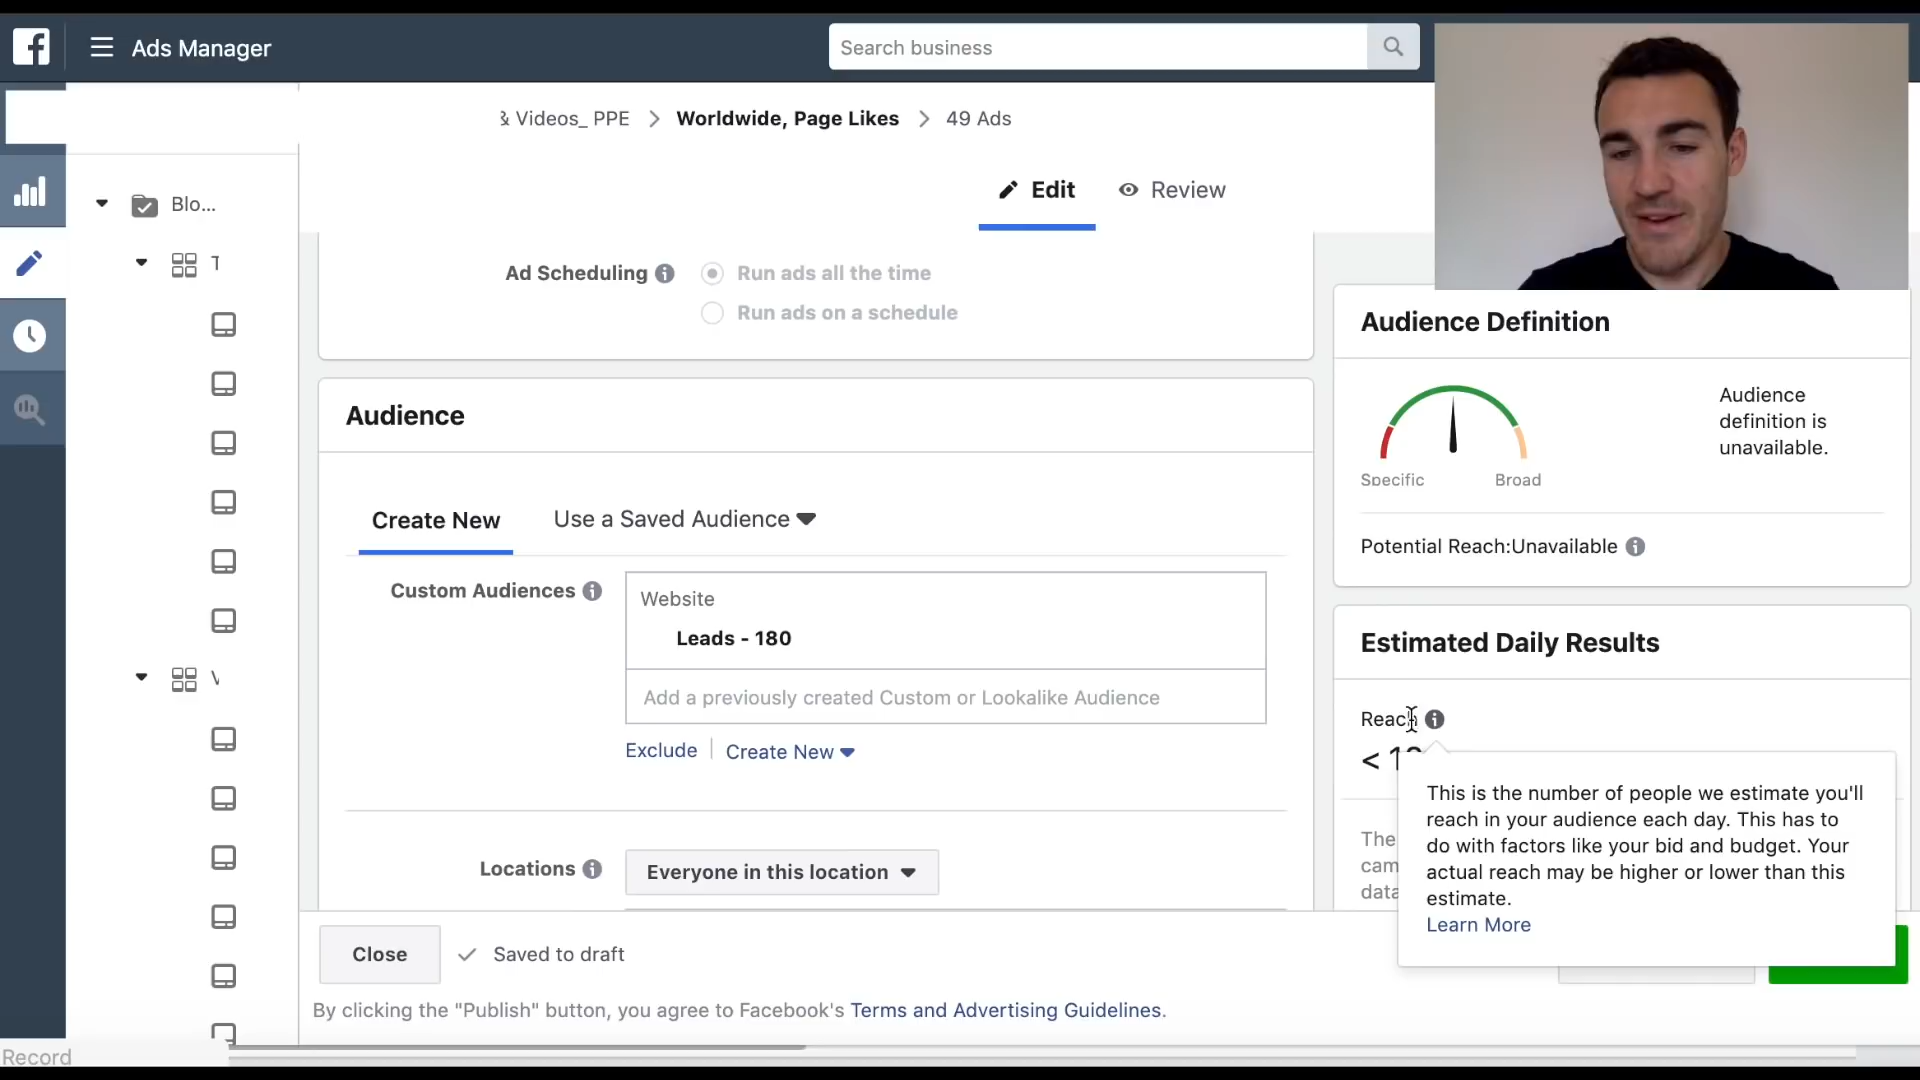 Ads Manager
Search business
& Videos_ PPE
Worldwide, Page Likes
49 Ads
Edit
Review
Blo...
T
Ad Scheduling
Run ads all the time
Run ads on a schedule
Audience
Create New
Use a Saved Audience
Custom Audiences
Website
Leads - 180
Add a previously created Custom or Lookalike Audience
Exclude
Create New
Locations
Everyone in this location
Audience Definition
Audience
definition is
unavailable.
Specific
Broad
Potential Reach:Unavailable
Estimated Daily Results
Reach
This is the number of people we estimate you'll
reach in your audience each day. This has to
do with factors like your bid and budget. Your
actual reach may be higher or lower than this
estimate.
Learn More
Close
Saved to draft
By clicking the "Publish" button, you agree to Facebook's Terms and Advertising Guidelines.
Record